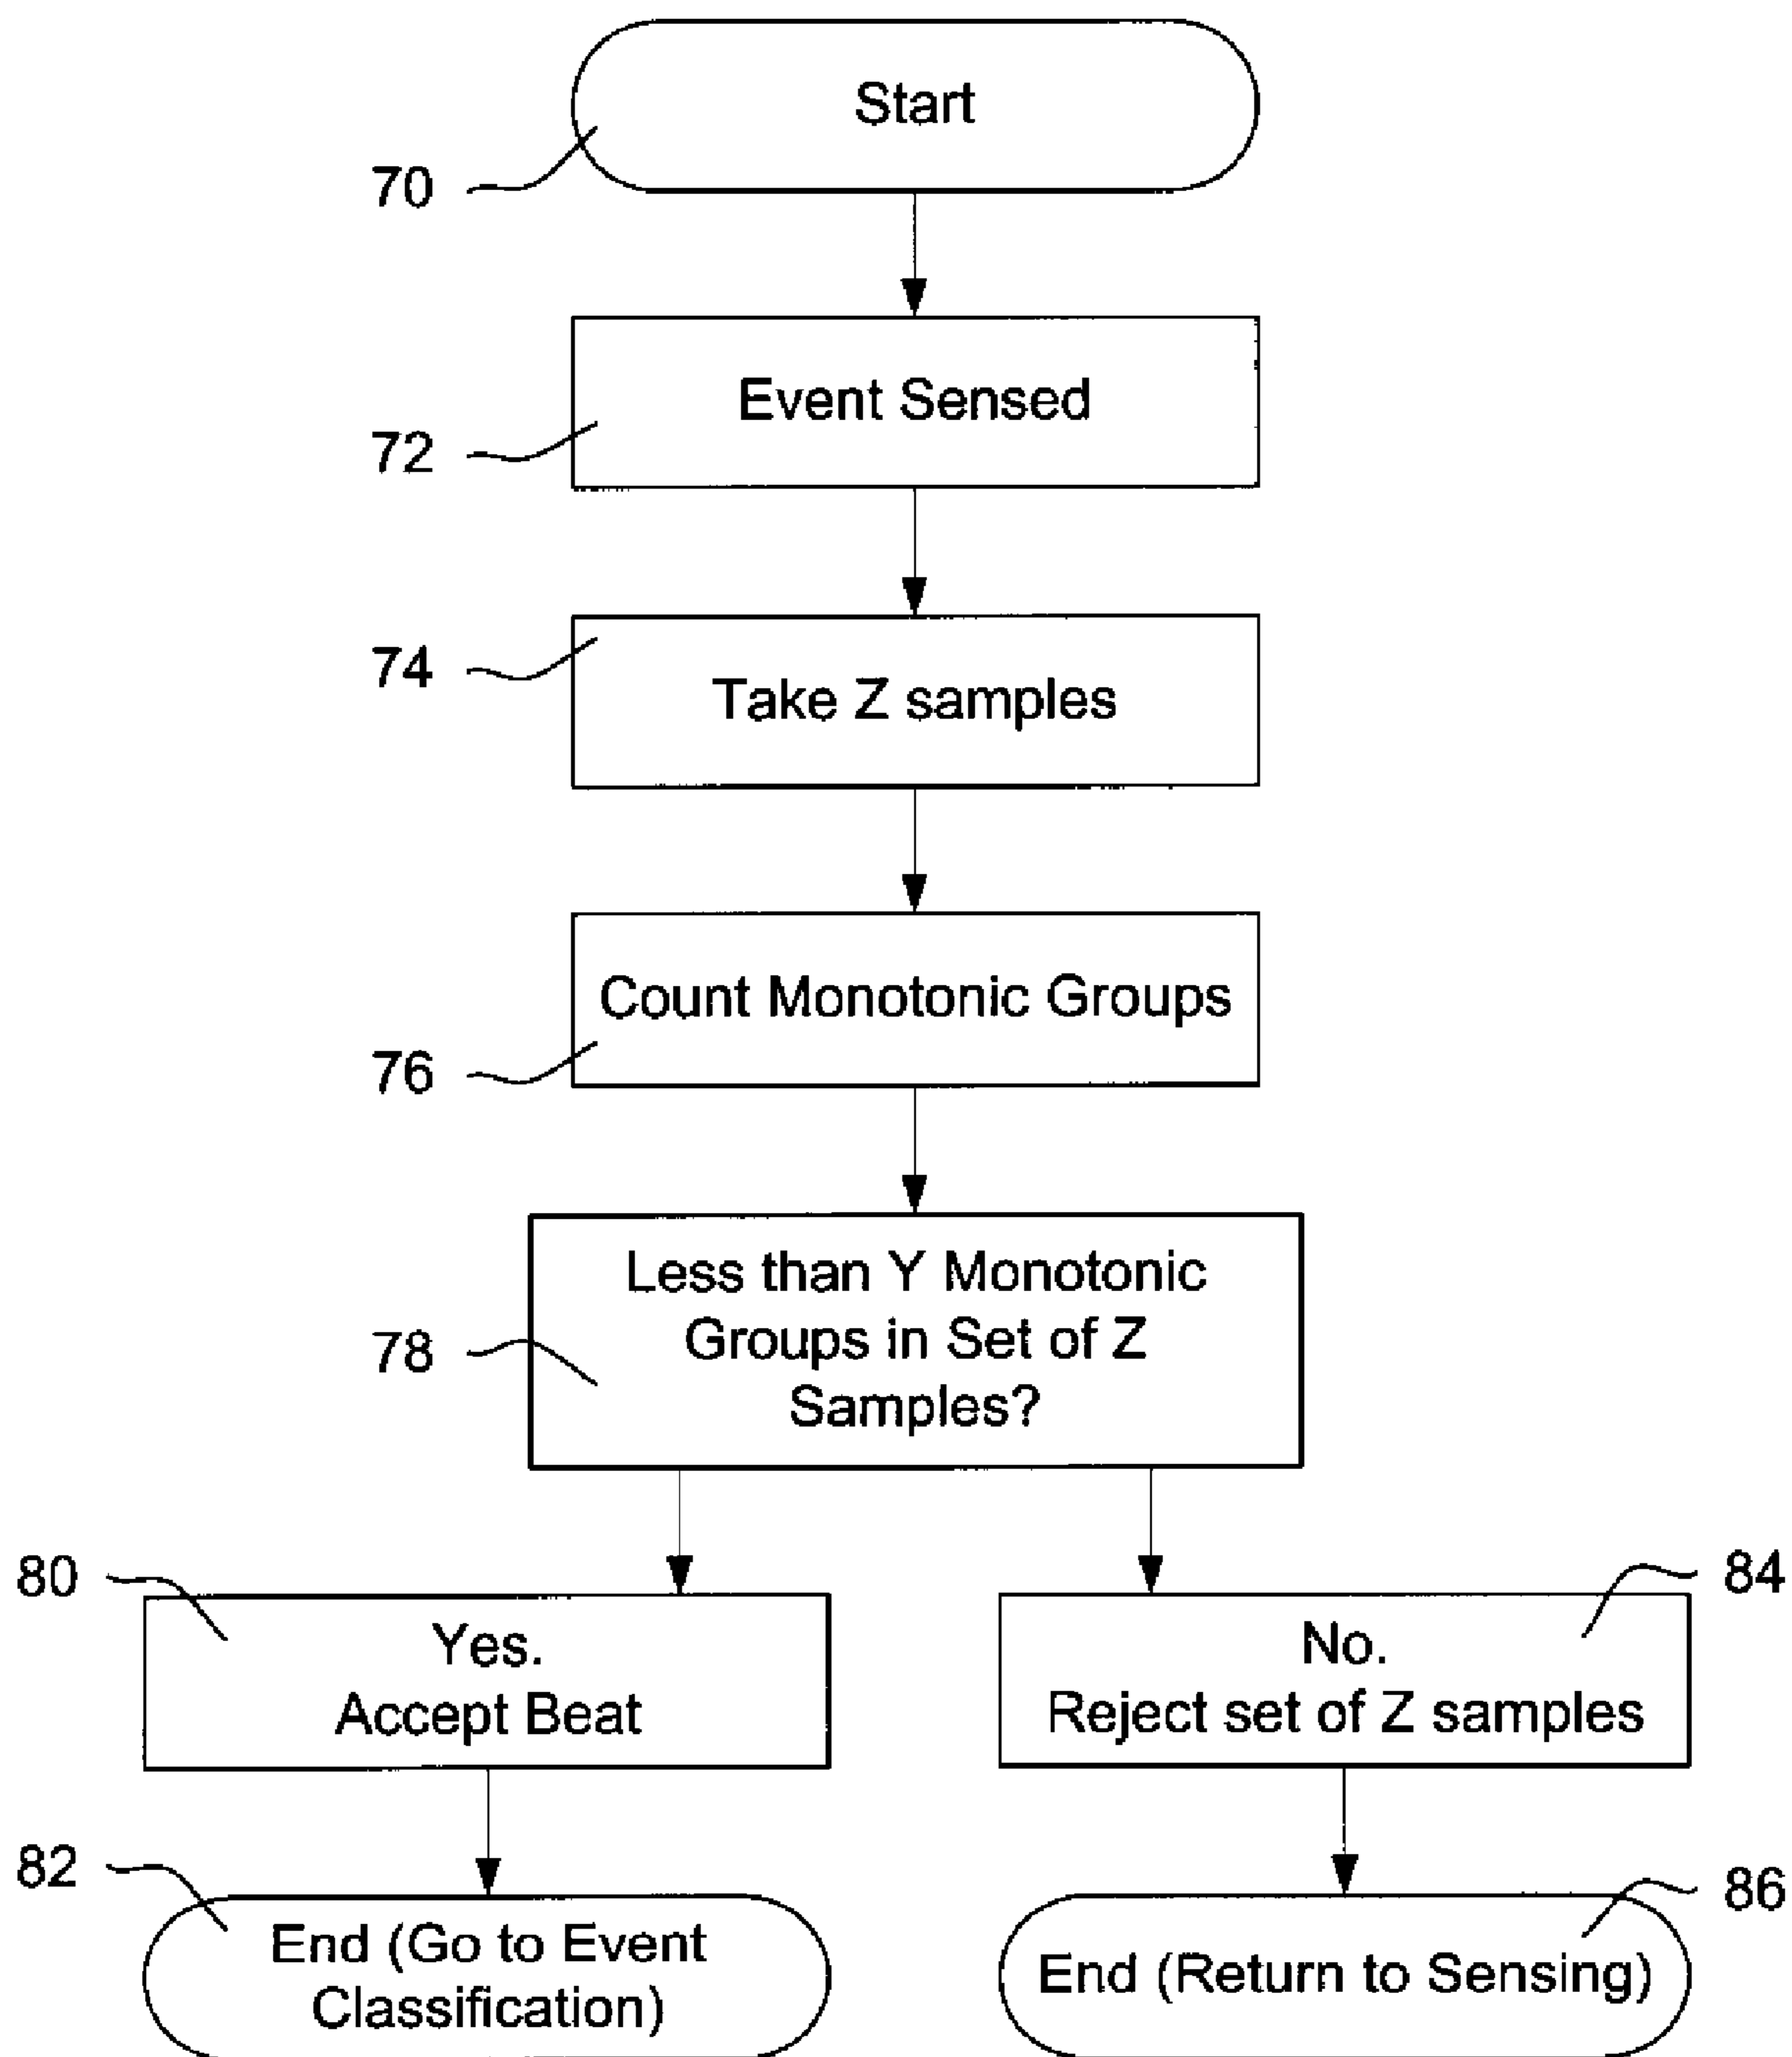 Start
70
Event Sensed
72
74
Take Z samples
Count Monotonic Groups
76
Less than Y Monotonic
Groups in Set of Z
Samples?
78
80
Yes.
Accept Beat
84
No.
Reject set of Z samples
82
End (Go to Event
Classification)
86
End (Return to Sensing)